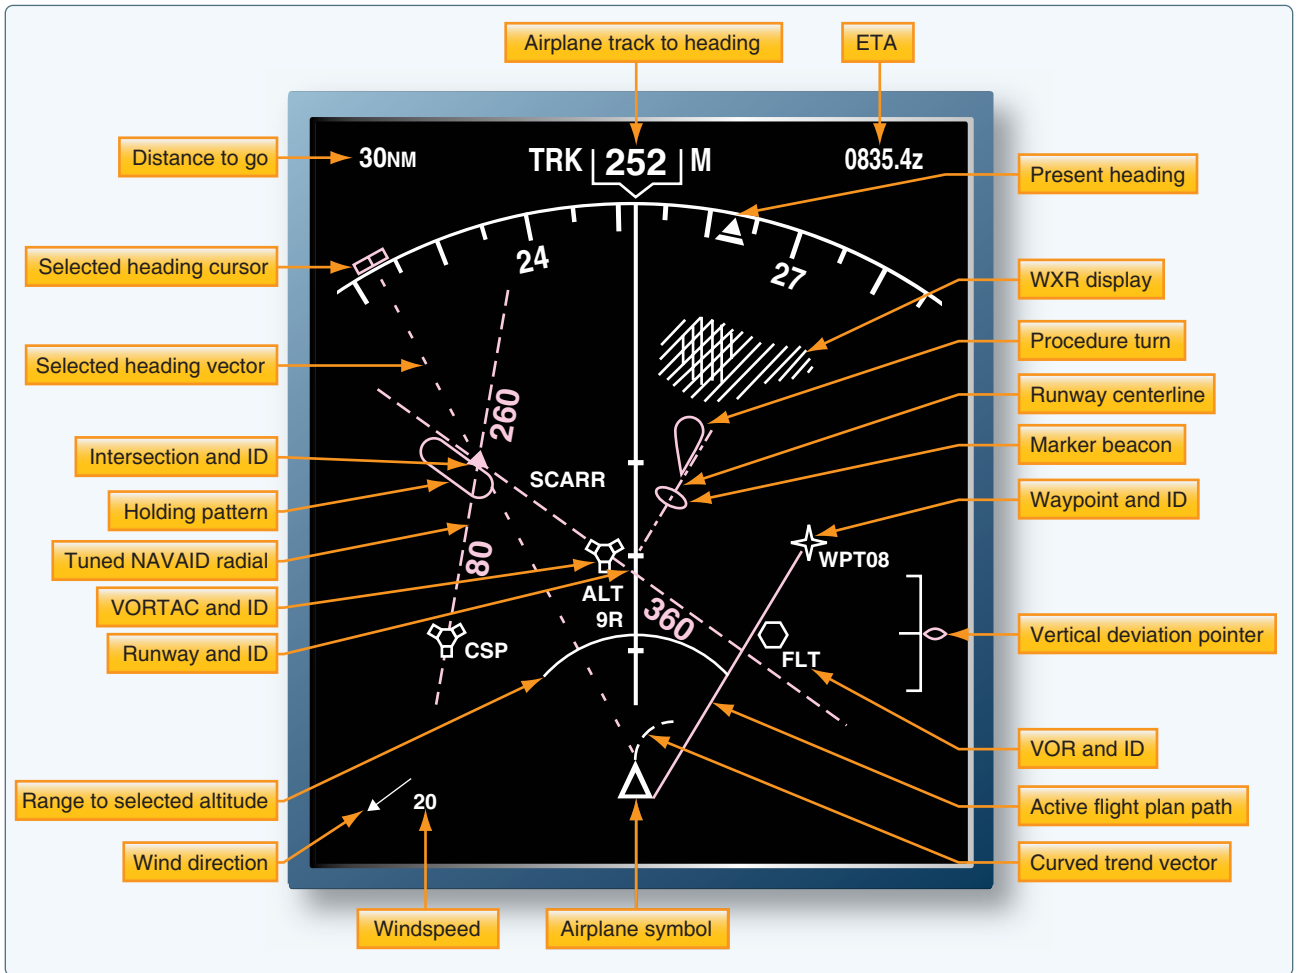 Airplane track to heading
ETA
Distance to go
30NM
TRK 252 M
0835.4z
Present heading
Selected heading cursor
24
27
WXR display
Selected heading vector
Procedure turn
Runway centerline
260
Intersection and ID
Marker beacon
SCARR
Holding pattern
Waypoint and ID
Tuned NAVAID radial
80
WPT08
VORTAC and ID
ALT
9R
360
Runway and ID
CSP
FLT
Vertical deviation pointer
VOR and ID
Range to selected altitude
20
Active flight plan path
Wind direction
Curved trend vector
Windspeed
Airplane symbol